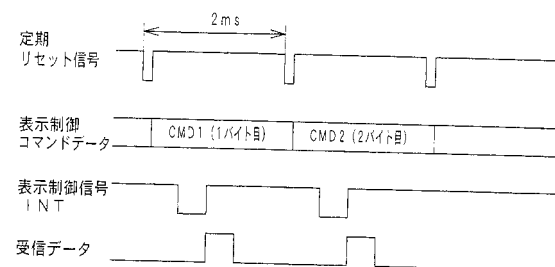 2ms
定期
リセット信号
表示制御
コマンドデータ
CMD1 (1バイト目)
CMD2 (2バイト目)
表示制御信号
INT
受信データ